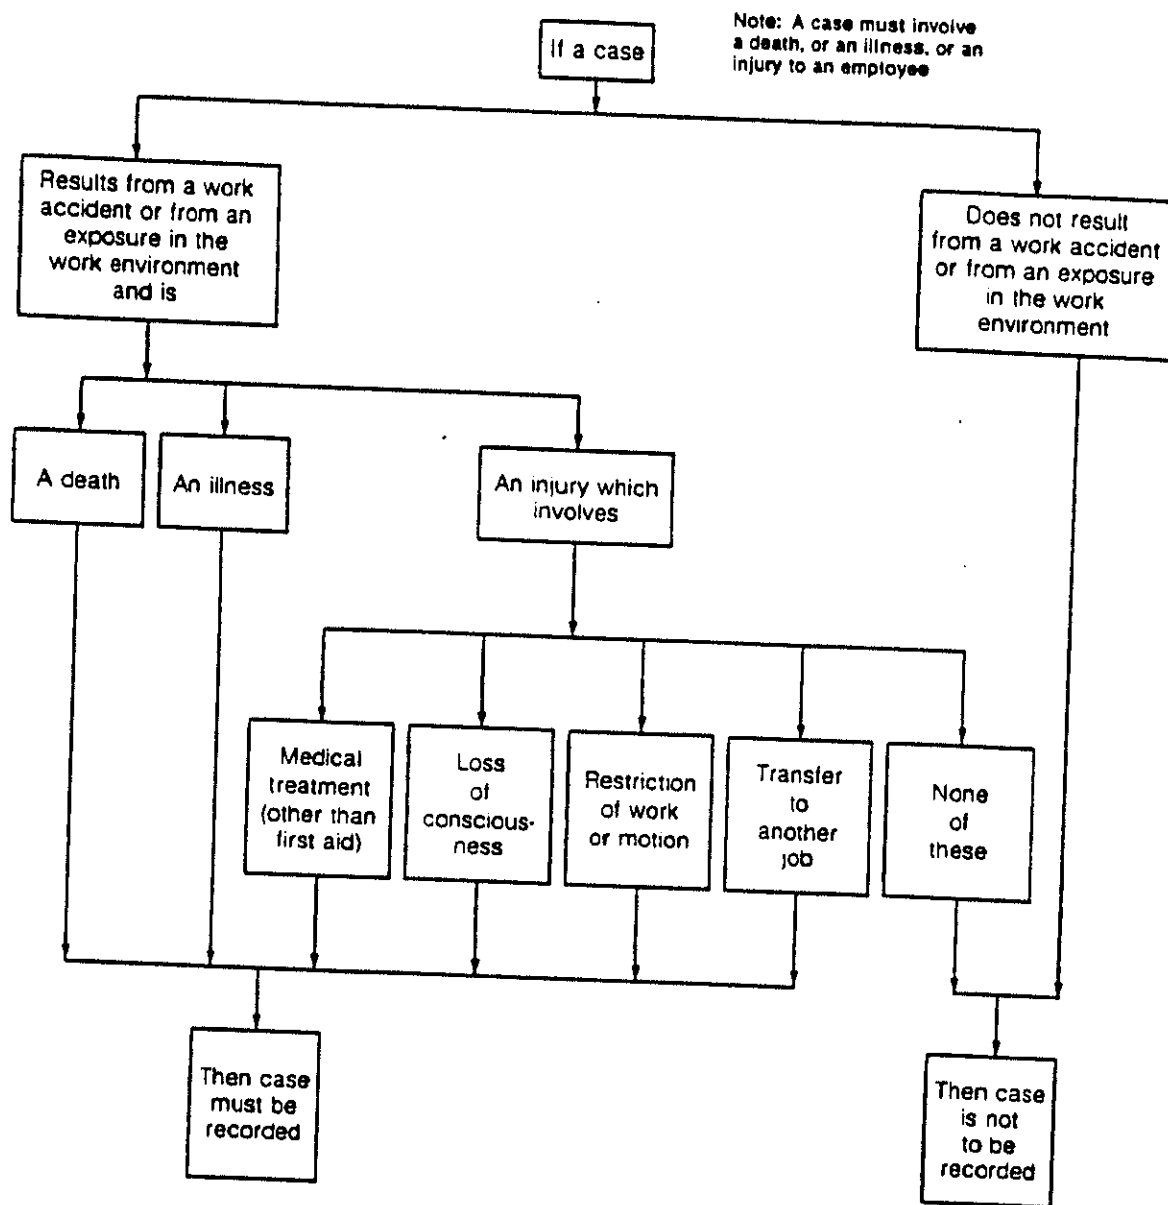 If a case
Note: A case must involve
a death, or an illness, or an
injury to an employee
Results from a work
accident or from an
exposure in the
work environment
and is
Does not result
from a work accident
or from an exposure
in the work
environment
A death
An illness
An injury which
involves
Medical
treatment
(other than
first aid)
Loss
of
conscious-
ness
Restriction
of work
or motion
Transfer
to
another
job
None
of
these
Then case
must be
recorded
Then case
is not
to be
recorded